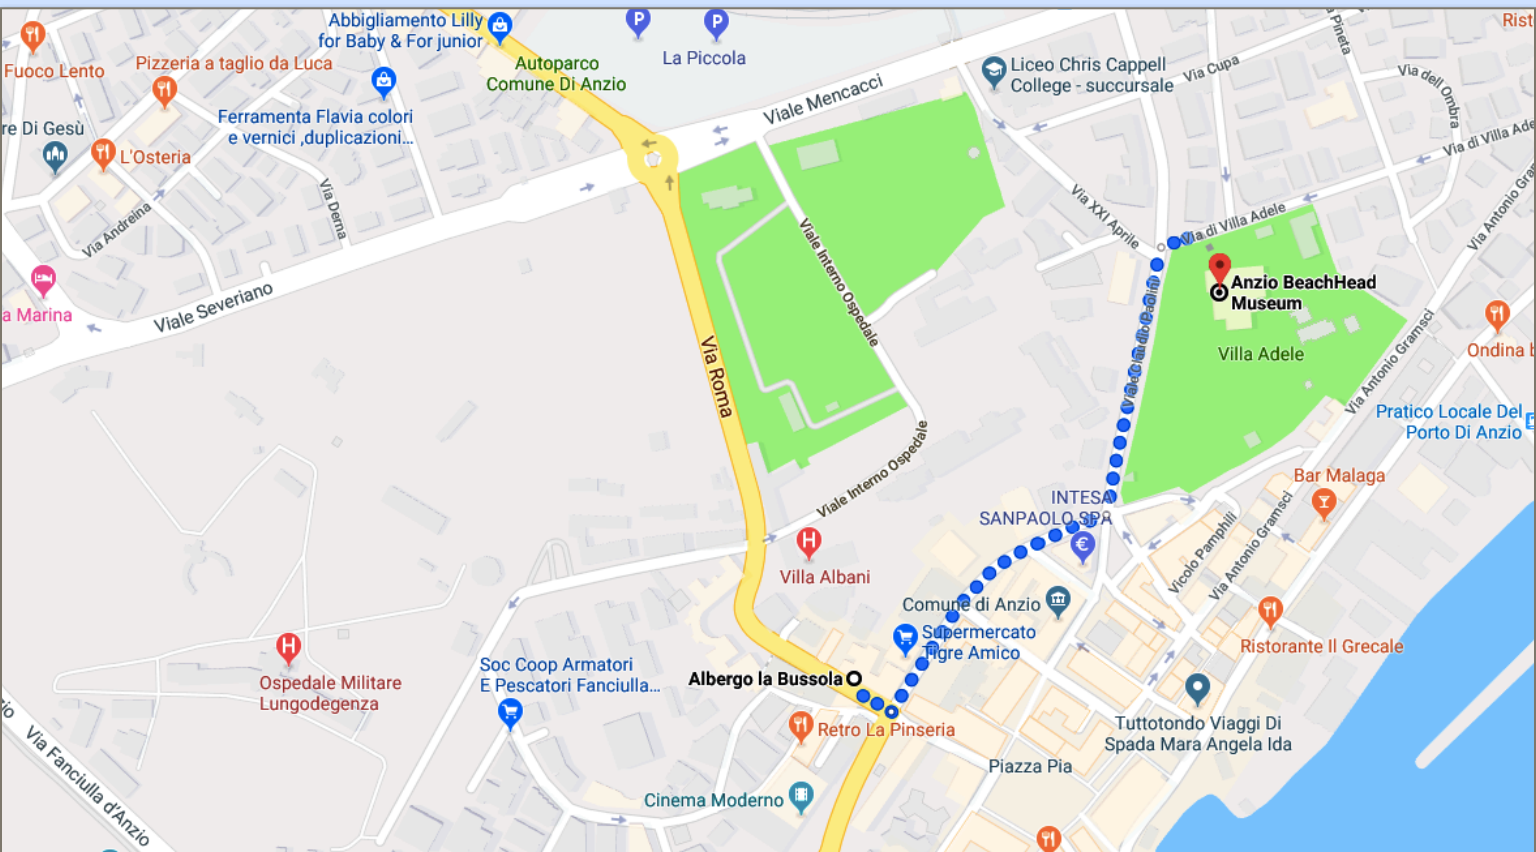 Abbigliamento Lilly
for Baby & For junior
P
P
Fuoco Lento
Pizzeria a taglio da Luca
Autoparco
Comune Di Anzio
La Piccola
Liceo Chris Cappell
College - succursale
Via Cupa
a Pineta
Rist
Via dell Ombra
Viale Mencacci
Ferramenta Flavia colori
e vernici ,duplicazioni...
re Di Gesù
L'Osteria
Via di Villa Ade
Via Derna
Via Andreina
Via XXI Aprile
Via di Villa Adele
Via Antonio Gra
Viale Interno Ospedale
Anzio BeachHead
Museum
a Marina
Viale Severiano
Viale Claudio Paolini
Villa Adele
Via Antonio Gramsci
Ondina b
Via Roma
Pratico Locale Del
Porto Di Anzio
Viale Interno Ospedale
Bar Malaga
INTESA
SANPAOLO SPA
€
H
Villa Albani
Vicolo Pamphili
Via Antonio Gramsci
Comune di Anzio
Supermercato
Tigre Amico
Ristorante Il Grecale
H
Ospedale Militare
Lungodegenza
Soc Coop Armatori
E Pescatori Fanciulla...
Albergo la Bussola
Retro La Pinseria
Tuttotondo Viaggi Di
Spada Mara Angela Ida
Piazza Pia
Via Fanciulla d'Anzio
zio
Cinema Moderno